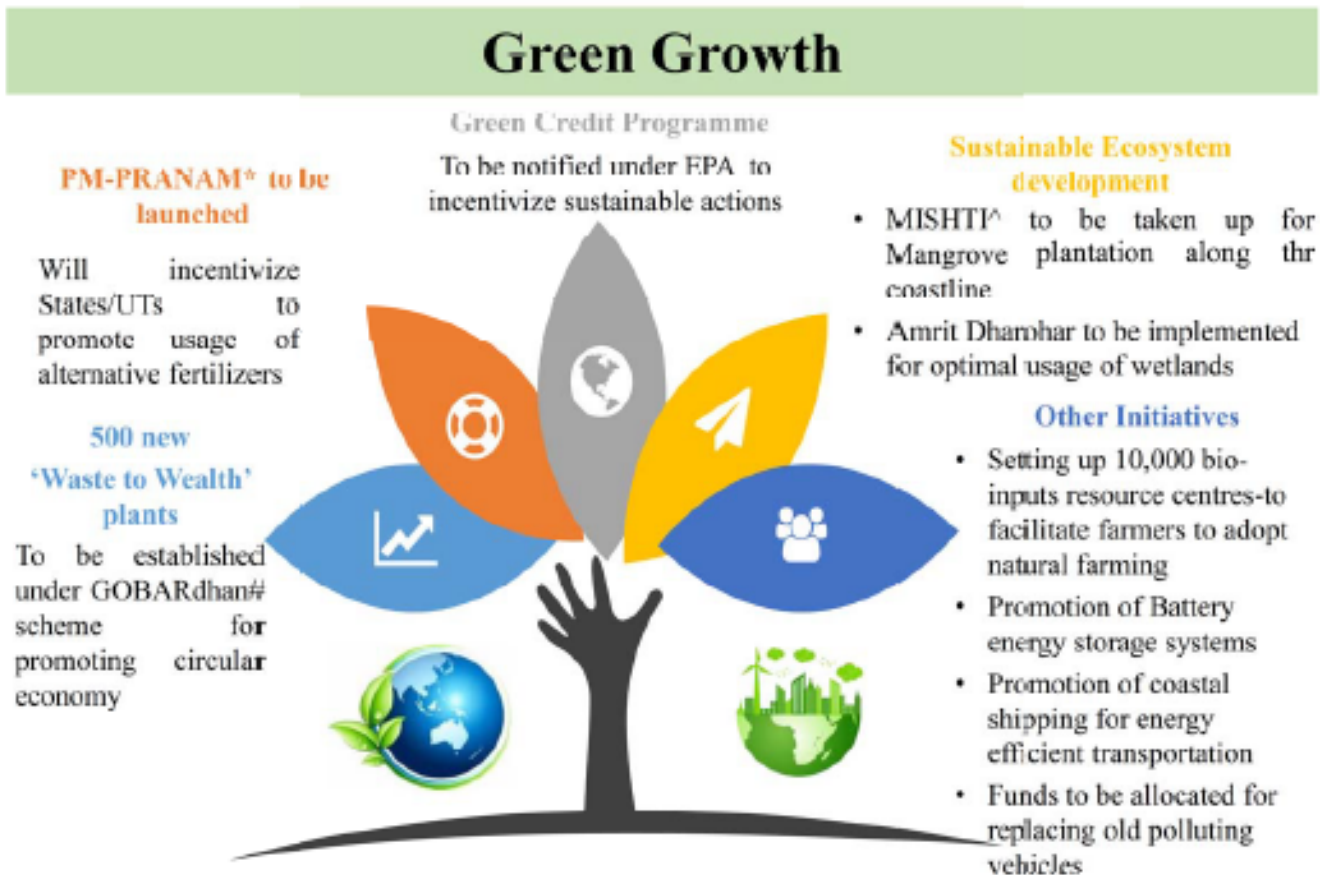 Green Growth
Green Credit Programme
To be notified under EPA to
incentivize sustainable actions
PM-PRANAM* to be
launched
Will incentivize
States/UTs to
promote usage of
alternative fertilizers
500 new
‘Waste to Wealth’
plants
To be established
under GOBARdhan#
scheme for
promoting circular
economy
Sustainable Ecosystem
development
• MISHTI^ to be taken up for
Mangrove plantation along thr
coastline
• Amrit Dharohar to be implemented
for optimal usage of wetlands
Other Initiatives
• Setting up 10,000 bio-
inputs resource centres-to
facilitate farmers to adopt
natural farming
• Promotion of Battery
energy storage systems
• Promotion of coastal
shipping for energy
efficient transportation
• Funds to be allocated for
replacing old polluting
vehicles